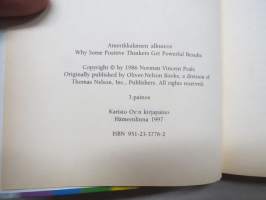 Amerikkalainen alkuteos
Why Some Positive Thinkers Get Powerful Results
Copyright © by 1986 Norman Vincent Peale
Originally published by Oliver-Nelson Books, a division of
Thomas Nelson, Inc., Publishers. All rights reserved
3. painos
Karisto Oy:n kirjapaino
Hämeenlinna 1997
ISBN 951-23-3776-2